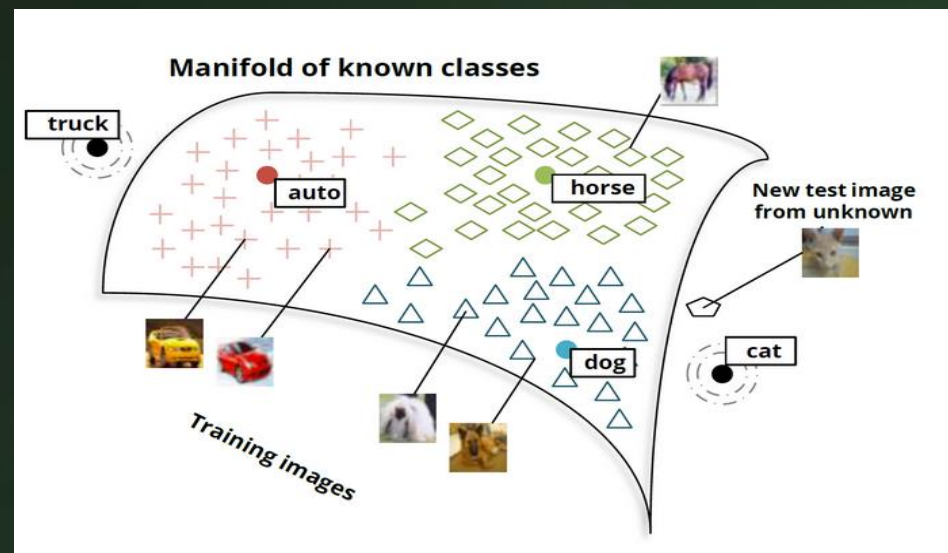 Manifold of known classes
truck
auto
horse
New test image
from unknown
dog
cat
Training images